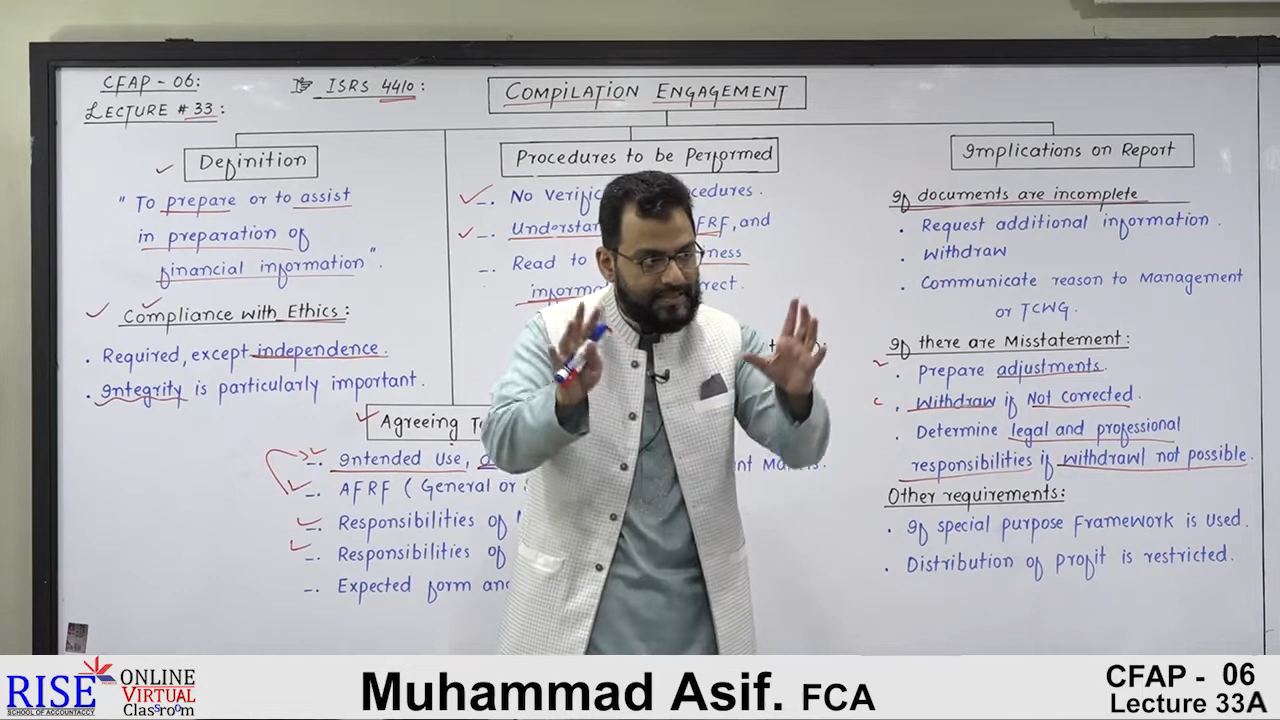 CFAP - 06:
LECTURE # 33:
ISRS 4410:
COMPILATION ENGAGEMENT
Definition
"To prepare or to assist
in preparation of
financial information".
Compliance with Ethics:
. Required, except independence.
. Integrity is particularly important.
Procedures to be Performed
-. No
-.
FRF, and
-. Read to
Agreeing
-. Intended Use,
-. AFRF ( General or
-. Responsibilities of
-. Responsibilities of
-. Expected form and
Implications on Report
If documents are incomplete
. Request additional information.
. Withdraw
. Communicate reason to Management
or TCWG.
If there are Misstatement:
. Prepare adjustments.
. Withdraw if Not corrected.
. Determine legal and professional
responsibilities if withdrawl not possible.
Other requirements:
. If special purpose Framework is Used.
. Distribution of profit is restricted.
RISE
SCHOOL OF ACCOUNTANCY
ONLINE
VIRTUAL
Classroom
Muhammad Asif. FCA
CFAP - 06
Lecture 33A